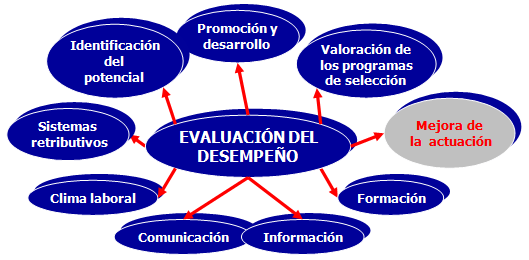 Identificación
del
potencial
Promoción y
desarrollo
Valoración de
los programas
de selección
Sistemas
retributivos
EVALUACIÓN DEL
DESEMPEÑO
Mejora de
la actuación
Clima laboral
Formación
Comunicación
Información